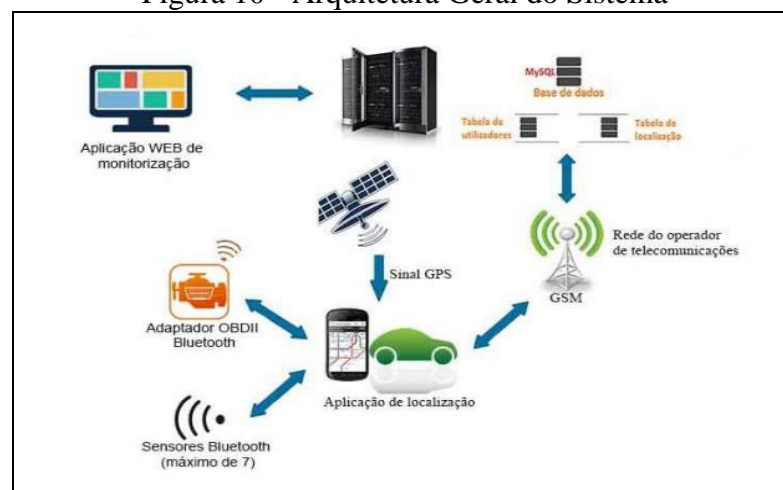 Figura 10 - Arquitetura Geral do Sistema
MySQL
Base de dados
Tabela de
utilizadores
Tabela de
localização
Aplicação WEB de
monitorização
Rede do operador
de telecomunicações
GSM
Sinal GPS
Adaptador OBDII
Bluetooth
Aplicação de localização
Sensores Bluetooth
(máximo de 7)